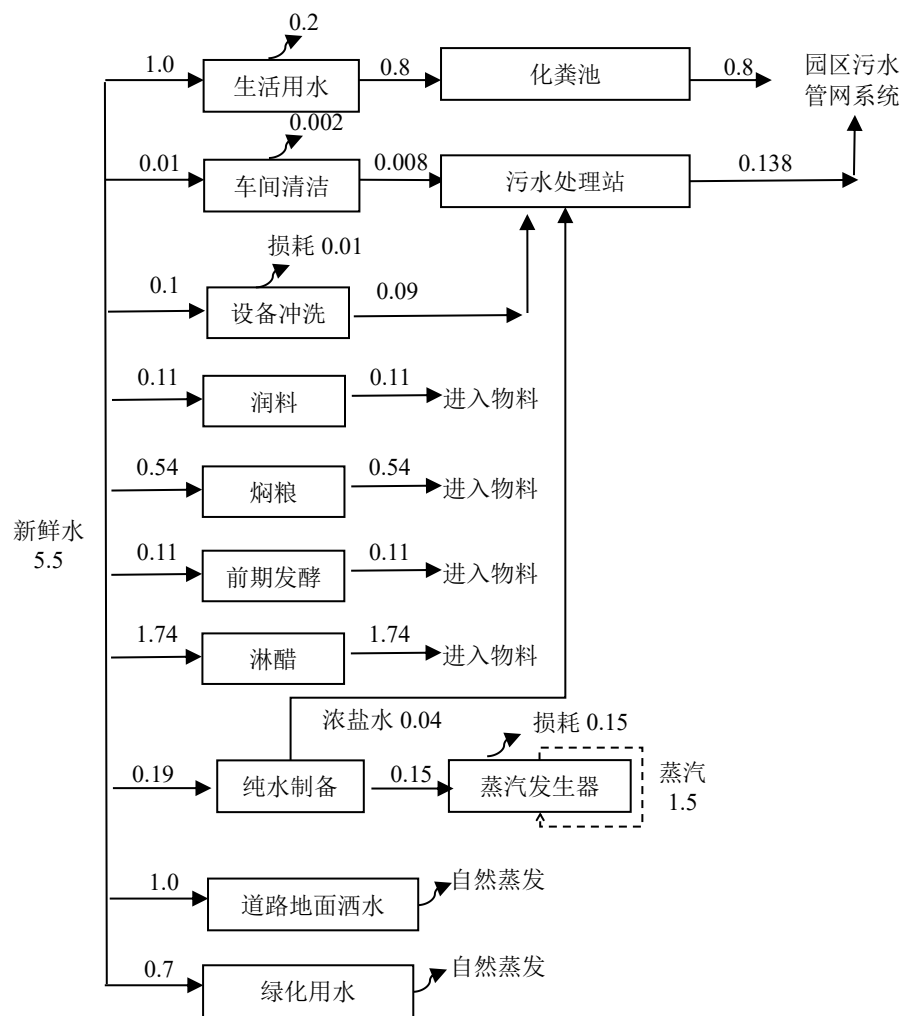 0.2
1.0
生活用水
0.8
化粪池
0.8
园区污水
管网系统
0.002
0.01
车间清洁
0.008
污水处理站
0.138
损耗 0.01
0.1
设备冲洗
0.09
0.11
润料
0.11
进入物料
0.54
焖粮
0.54
进入物料
新鲜水
5.5
0.11
前期发酵
0.11
进入物料
1.74
淋醋
1.74
进入物料
浓盐水 0.04
损耗 0.15
0.19
纯水制备
0.15
蒸汽发生器
蒸汽
1.5
1.0
道路地面洒水
自然蒸发
0.7
绿化用水
自然蒸发